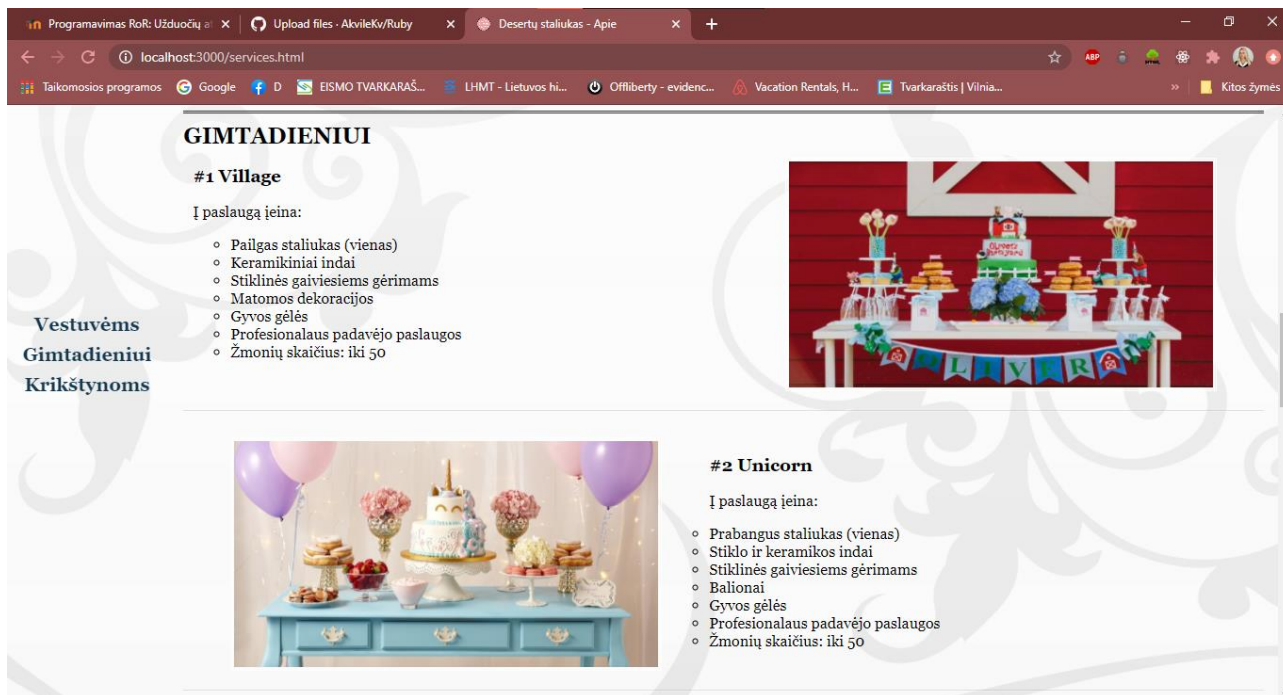 Programavimas RoR: Užduočių at
Upload files · AkvileKv/Ruby
Desertų staliukas - Apie
localhost:3000/services.html
ABP
Taikomosios programos
Google
D
EISMO TVARKARAŠ...
LHMT - Lietuvos hi...
Offliberty - evidenc...
Vacation Rentals, H...
Tvarkaraštis | Vilnia...
Kitos žymės
GIMTADIENIUI
#1 Village
Į paslaugą įeina:
Pailgas staliukas (vienas)
Keramikiniai indai
Stiklinės gaiviesiems gėrimams
Matomos dekoracijos
Gyvos gėlės
Profesionalaus padavėjo paslaugos
Žmonių skaičius: iki 50
OLIVER
Vestuvėms
Gimtadieniui
Krikštynoms
#2 Unicorn
Į paslaugą įeina:
Prabangus staliukas (vienas)
Stiklo ir keramikos indai
Stiklinės gaiviesiems gėrimams
Balionai
Gyvos gėlės
Profesionalaus padavėjo paslaugos
Žmonių skaičius: iki 50